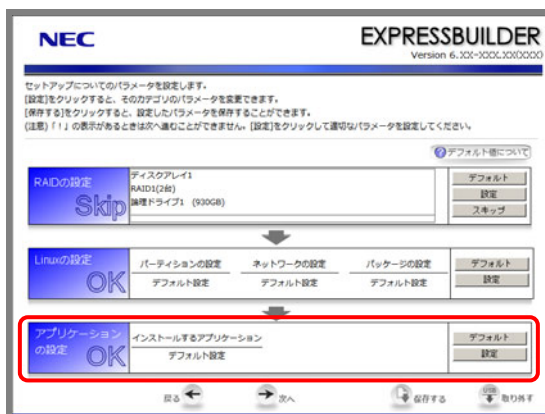 NEC
EXPRESSBUILDER
Version 6.XX-XXX.XX(XXXX)
セットアップについてのパラメータを設定します。
[設定]をクリックすると、そのカテゴリのパラメータを変更できます。
[保存する]をクリックすると、設定したパラメータを保存することができます。
(注意)「！」の表示があるときは次へ進むことができません。[設定]をクリックして適切なパラメータを設定してください。
デフォルト値について
RAIDの設定
Skip
ディスクアレイ1
RAID1(2台)
論理ドライブ1 (930GB)
デフォルト
設定
スキップ
Linuxの設定
OK
パーティションの設定 ネットワークの設定 パッケージの設定
デフォルト設定 デフォルト設定 デフォルト設定
デフォルト
設定
アプリケーション
の設定
OK
インストールするアプリケーション
デフォルト設定
デフォルト
設定
戻る 次へ 保存する USB 取り外す